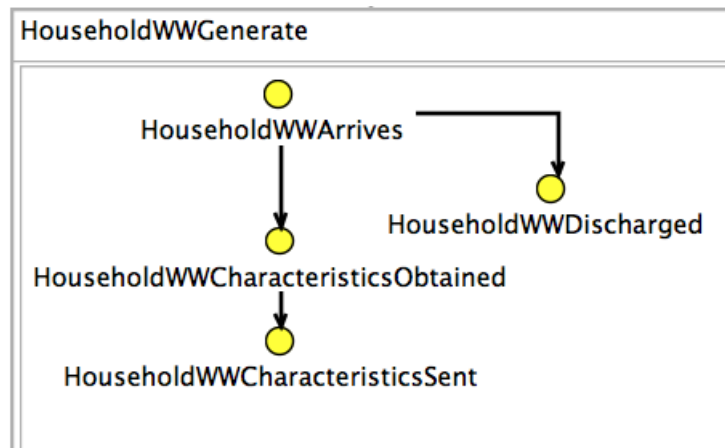 HouseholdWWGenerate
HouseholdWWArrives
HouseholdWWDischarged
HouseholdWWCharacteristicsObtained
HouseholdWWCharacteristicsSent